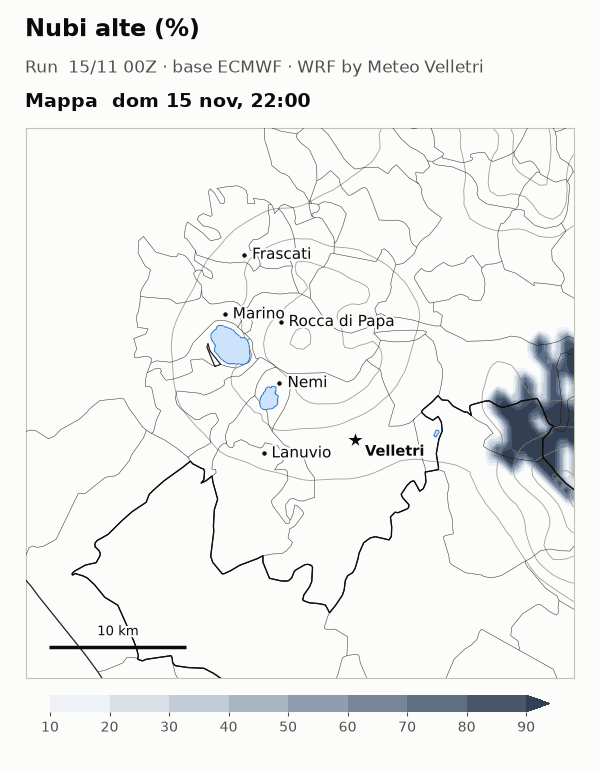 Nubi alte (%)
Run  15/11 00Z · base ECMWF · WRF by Meteo Velletri
Mappa  dom 15 nov, 22:00
Frascati
Marino
Rocca di Papa
Nemi
Velletri
Lanuvio
10 km
10 20 30 40 50 60 70 80 90